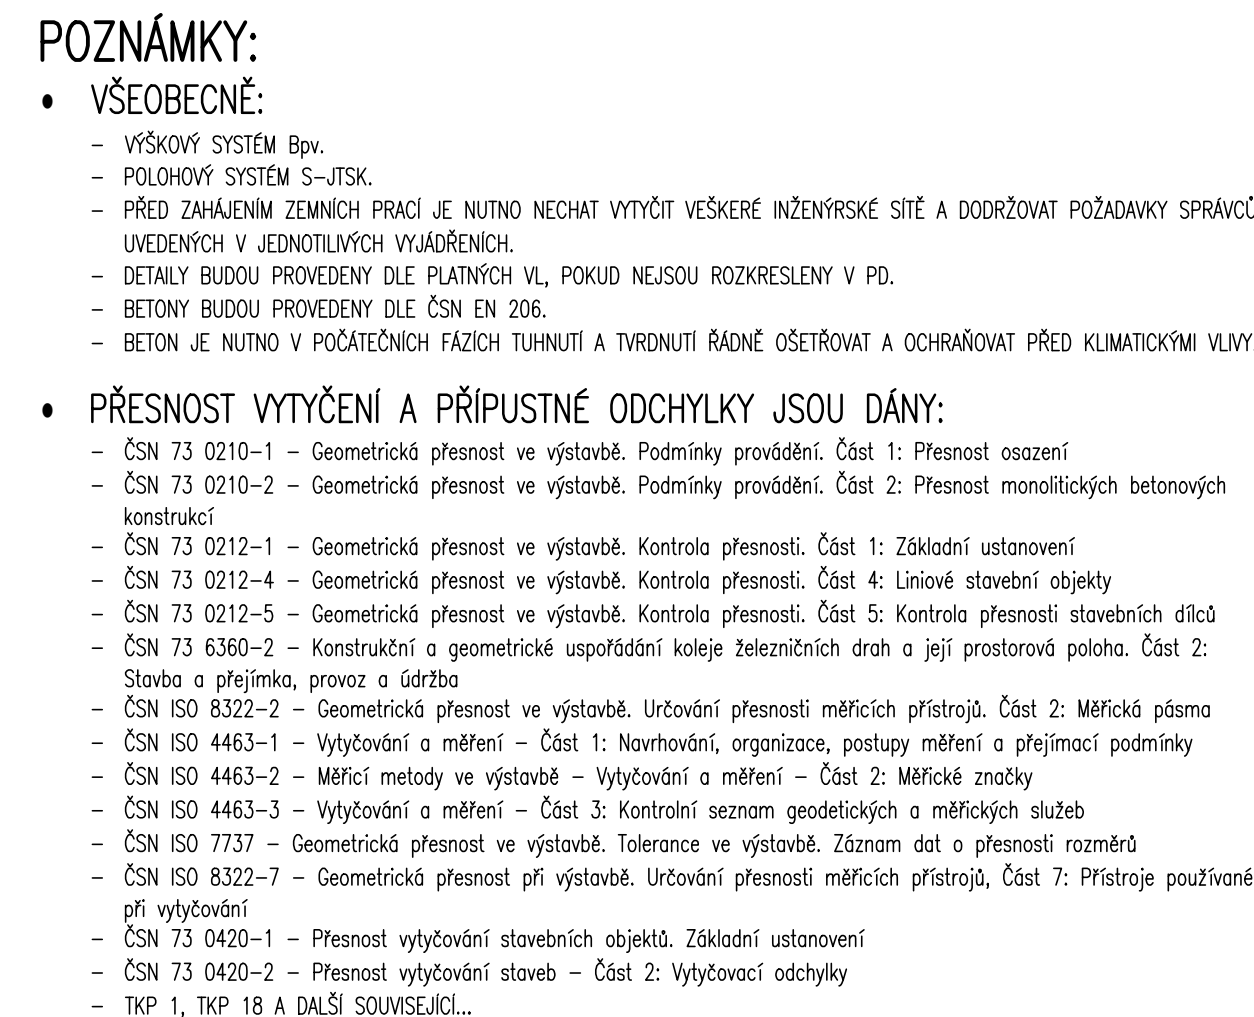 POZNÁMKY:
• VŠEOBECNĚ:
– VÝŠKOVÝ SYSTÉM Bpv.
– POLOHOVÝ SYSTÉM S–JTSK.
– PŘED ZAHÁJENÍM ZEMNÍCH PRACÍ JE NUTNO NECHAT VYTYČIT VEŠKERÉ INŽENÝRSKÉ SÍTĚ A DODRŽOVAT POŽADAVKY SPRÁVCŮ
UVEDENÝCH V JEDNOTILIVÝCH VYJÁDŘENÍCH.
– DETAILY BUDOU PROVEDENY DLE PLATNÝCH VL, POKUD NEJSOU ROZKRESLENY V PD.
– BETONY BUDOU PROVEDENY DLE ČSN EN 206.
– BETON JE NUTNO V POČÁTEČNÍCH FÁZÍCH TUHNUTÍ A TVRDNUTÍ ŘÁDNĚ OŠETŘOVAT A OCHRAŇOVAT PŘED KLIMATICKÝMI VLIVY
• PŘESNOST VYTYČENÍ A PŘÍPUSTNÉ ODCHYLKY JSOU DÁNY:
– ČSN 73 0210–1 – Geometrická přesnost ve výstavbě. Podmínky provádění. Část 1: Přesnost osazení
– ČSN 73 0210–2 – Geometrická přesnost ve výstavbě. Podmínky provádění. Část 2: Přesnost monolitických betonových
konstrukcí
– ČSN 73 0212–1 – Geometrická přesnost ve výstavbě. Kontrola přesnosti. Část 1: Základní ustanovení
– ČSN 73 0212–4 – Geometrická přesnost ve výstavbě. Kontrola přesnosti. Část 4: Liniové stavební objekty
– ČSN 73 0212–5 – Geometrická přesnost ve výstavbě. Kontrola přesnosti. Část 5: Kontrola přesnosti stavebních dílců
– ČSN 73 6360–2 – Konstrukční a geometrické uspořádání koleje železničních drah a její prostorová poloha. Část 2:
Stavba a přejímka, provoz a údržba
– ČSN ISO 8322–2 – Geometrická přesnost ve výstavbě. Určování přesnosti měřicích přístrojů. Část 2: Měřická pásma
– ČSN ISO 4463–1 – Vytyčování a měření – Část 1: Navrhování, organizace, postupy měření a přejímací podmínky
– ČSN ISO 4463–2 – Měřicí metody ve výstavbě – Vytyčování a měření – Část 2: Měřické značky
– ČSN ISO 4463–3 – Vytyčování a měření – Část 3: Kontrolní seznam geodetických a měřických služeb
– ČSN ISO 7737 – Geometrická přesnost ve výstavbě. Tolerance ve výstavbě. Záznam dat o přesnosti rozměrů
– ČSN ISO 8322–7 – Geometrická přesnost při výstavbě. Určování přesnosti měřicích přístrojů, Část 7: Přístroje používané
při vytyčování
– ČSN 73 0420–1 – Přesnost vytyčování stavebních objektů. Základní ustanovení
– ČSN 73 0420–2 – Přesnost vytyčování staveb – Část 2: Vytyčovací odchylky
– TKP 1, TKP 18 A DALŠÍ SOUVISEJÍCÍ...